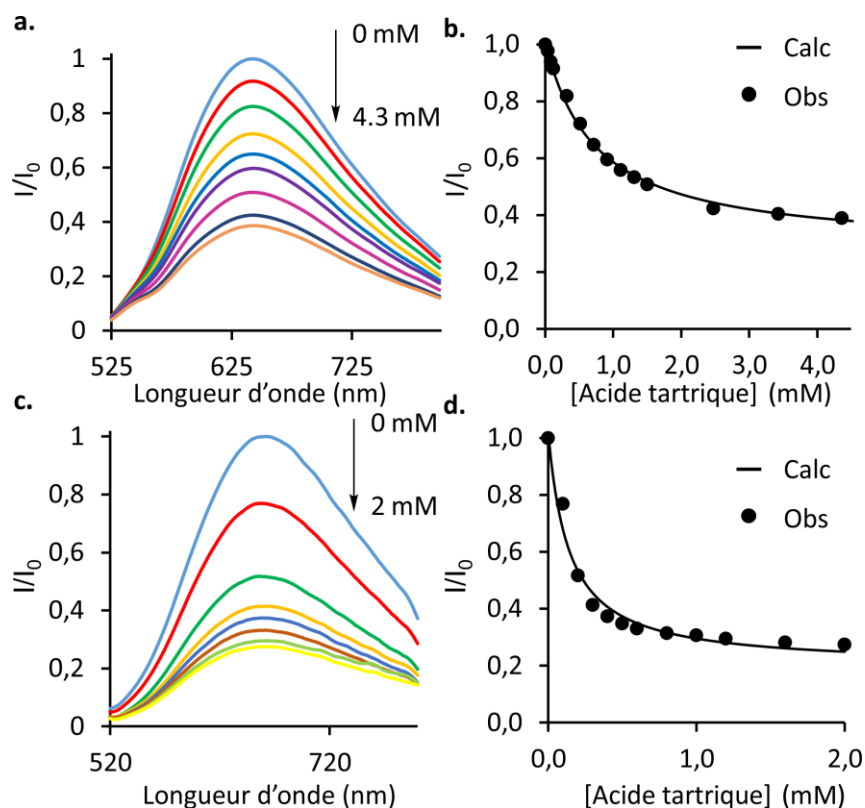 a.
0 mM
4.3 mM
I/I0
1
0,8
0,6
0,4
0,2
0
525
625
725
Longueur d'onde (nm)
b.
Calc
Obs
I/I0
1,0
0,8
0,6
0,4
0,2
0,0
0,0
1,0
2,0
3,0
4,0
[Acide tartrique] (mM)
c.
0 mM
2 mM
I/I0
1
0,8
0,6
0,4
0,2
0
520
720
Longueur d'onde (nm)
d.
Calc
Obs
I/I0
1,0
0,8
0,6
0,4
0,2
0,0
0,0
1,0
2,0
[Acide tartrique] (mM)